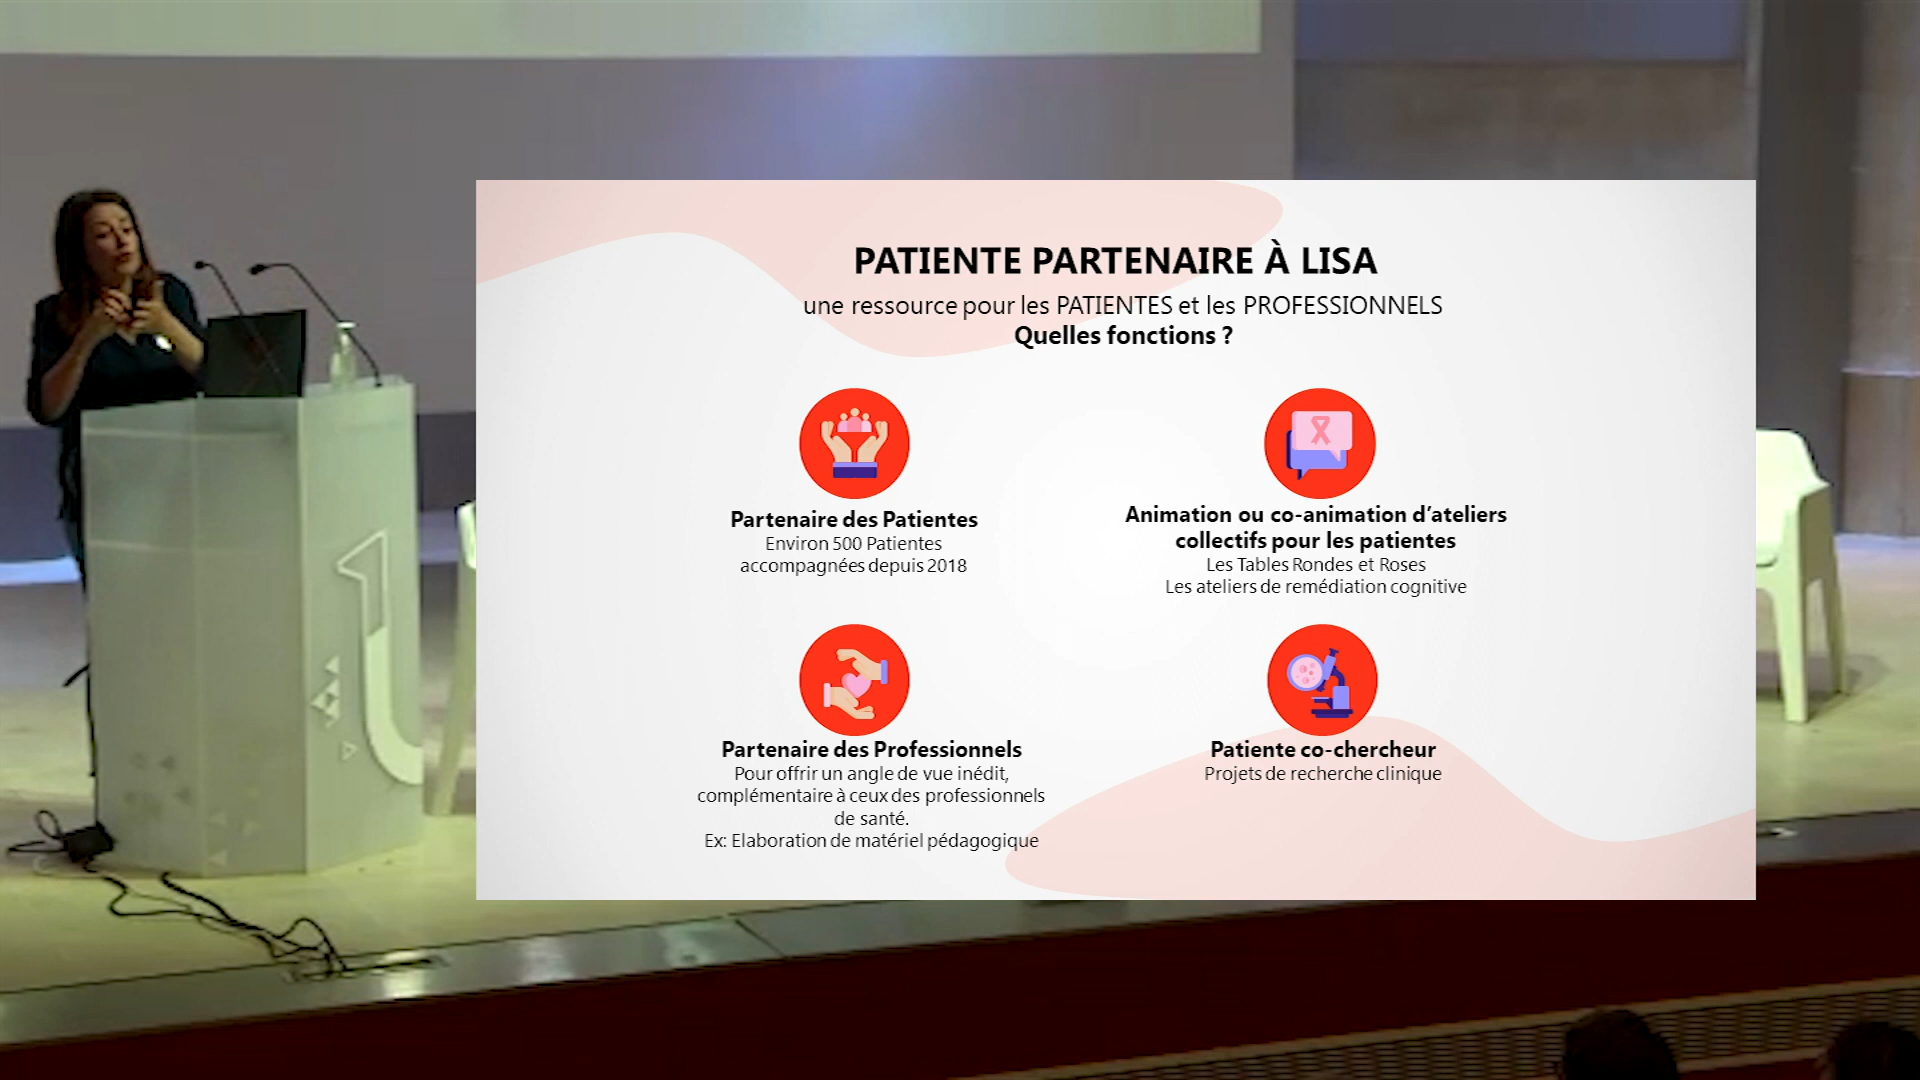 PATIENTE PARTENAIRE À LISA
une ressource pour les PATIENTES et les PROFESSIONNELS
Quelles fonctions ?
Partenaire des Patientes
Environ 500 Patientes
accompagnées depuis 2018
Animation ou co-animation d’ateliers
collectifs pour les patientes
Les Tables Rondes et Roses
Les ateliers de remédiation cognitive
Partenaire des Professionnels
Pour offrir un angle de vue inédit,
complémentaire à ceux des professionnels
de santé.
Ex: Elaboration de matériel pédagogique
Patiente co-chercheur
Projets de recherche clinique